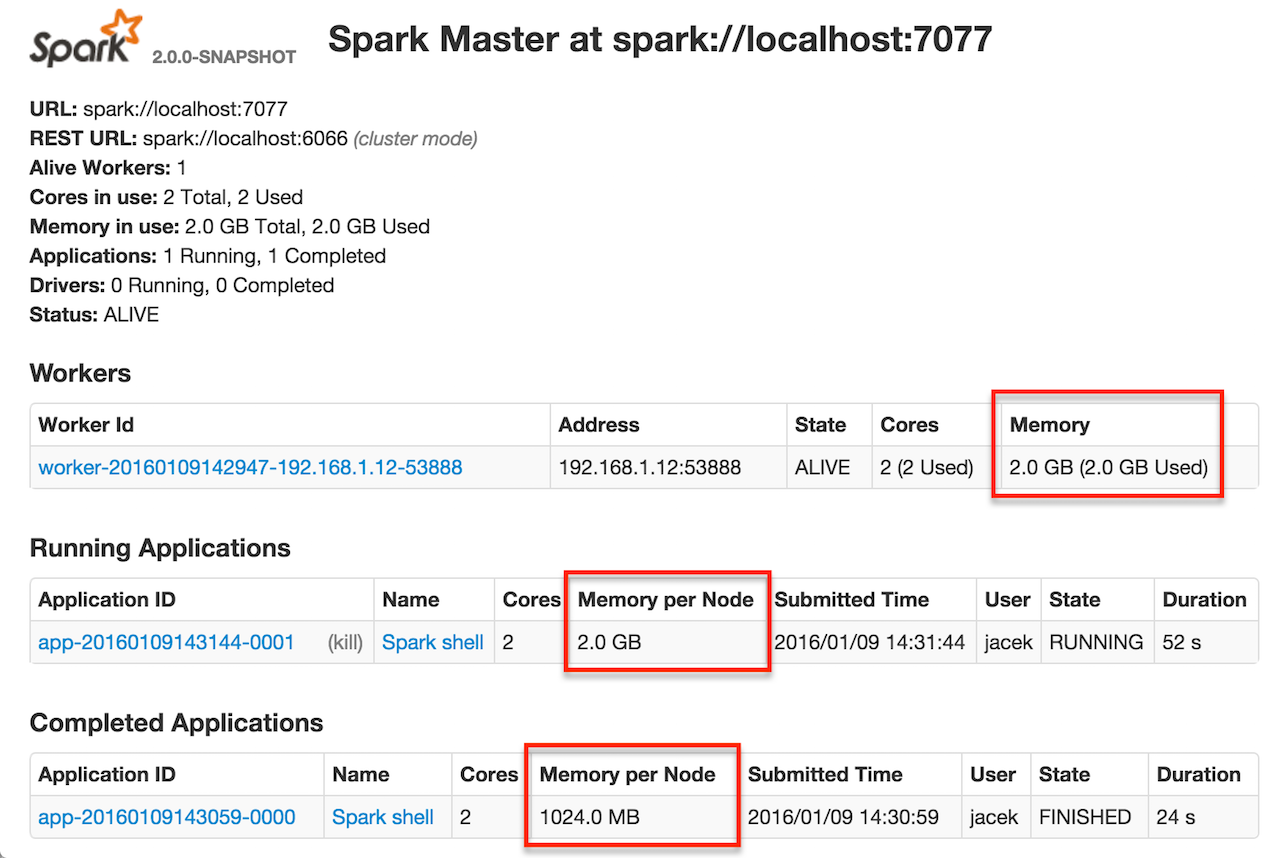 Spark 2.0.0-SNAPSHOT Spark Master at spark://localhost:7077
URL: spark://localhost:7077
REST URL: spark://localhost:6066 (cluster mode)
Alive Workers: 1
Cores in use: 2 Total, 2 Used
Memory in use: 2.0 GB Total, 2.0 GB Used
Applications: 1 Running, 1 Completed
Drivers: 0 Running, 0 Completed
Status: ALIVE
Workers
Worker Id Address State Cores Memory
worker-20160109142947-192.168.1.12-53888 192.168.1.12:53888 ALIVE 2 (2 Used) 2.0 GB (2.0 GB Used)
Running Applications
Application ID Name Cores Memory per Node Submitted Time User State Duration
app-20160109143144-0001 (kill) Spark shell 2 2.0 GB 2016/01/09 14:31:44 jacek RUNNING 52 s
Completed Applications
Application ID Name Cores Memory per Node Submitted Time User State Duration
app-20160109143059-0000 Spark shell 2 1024.0 MB 2016/01/09 14:30:59 jacek FINISHED 24 s